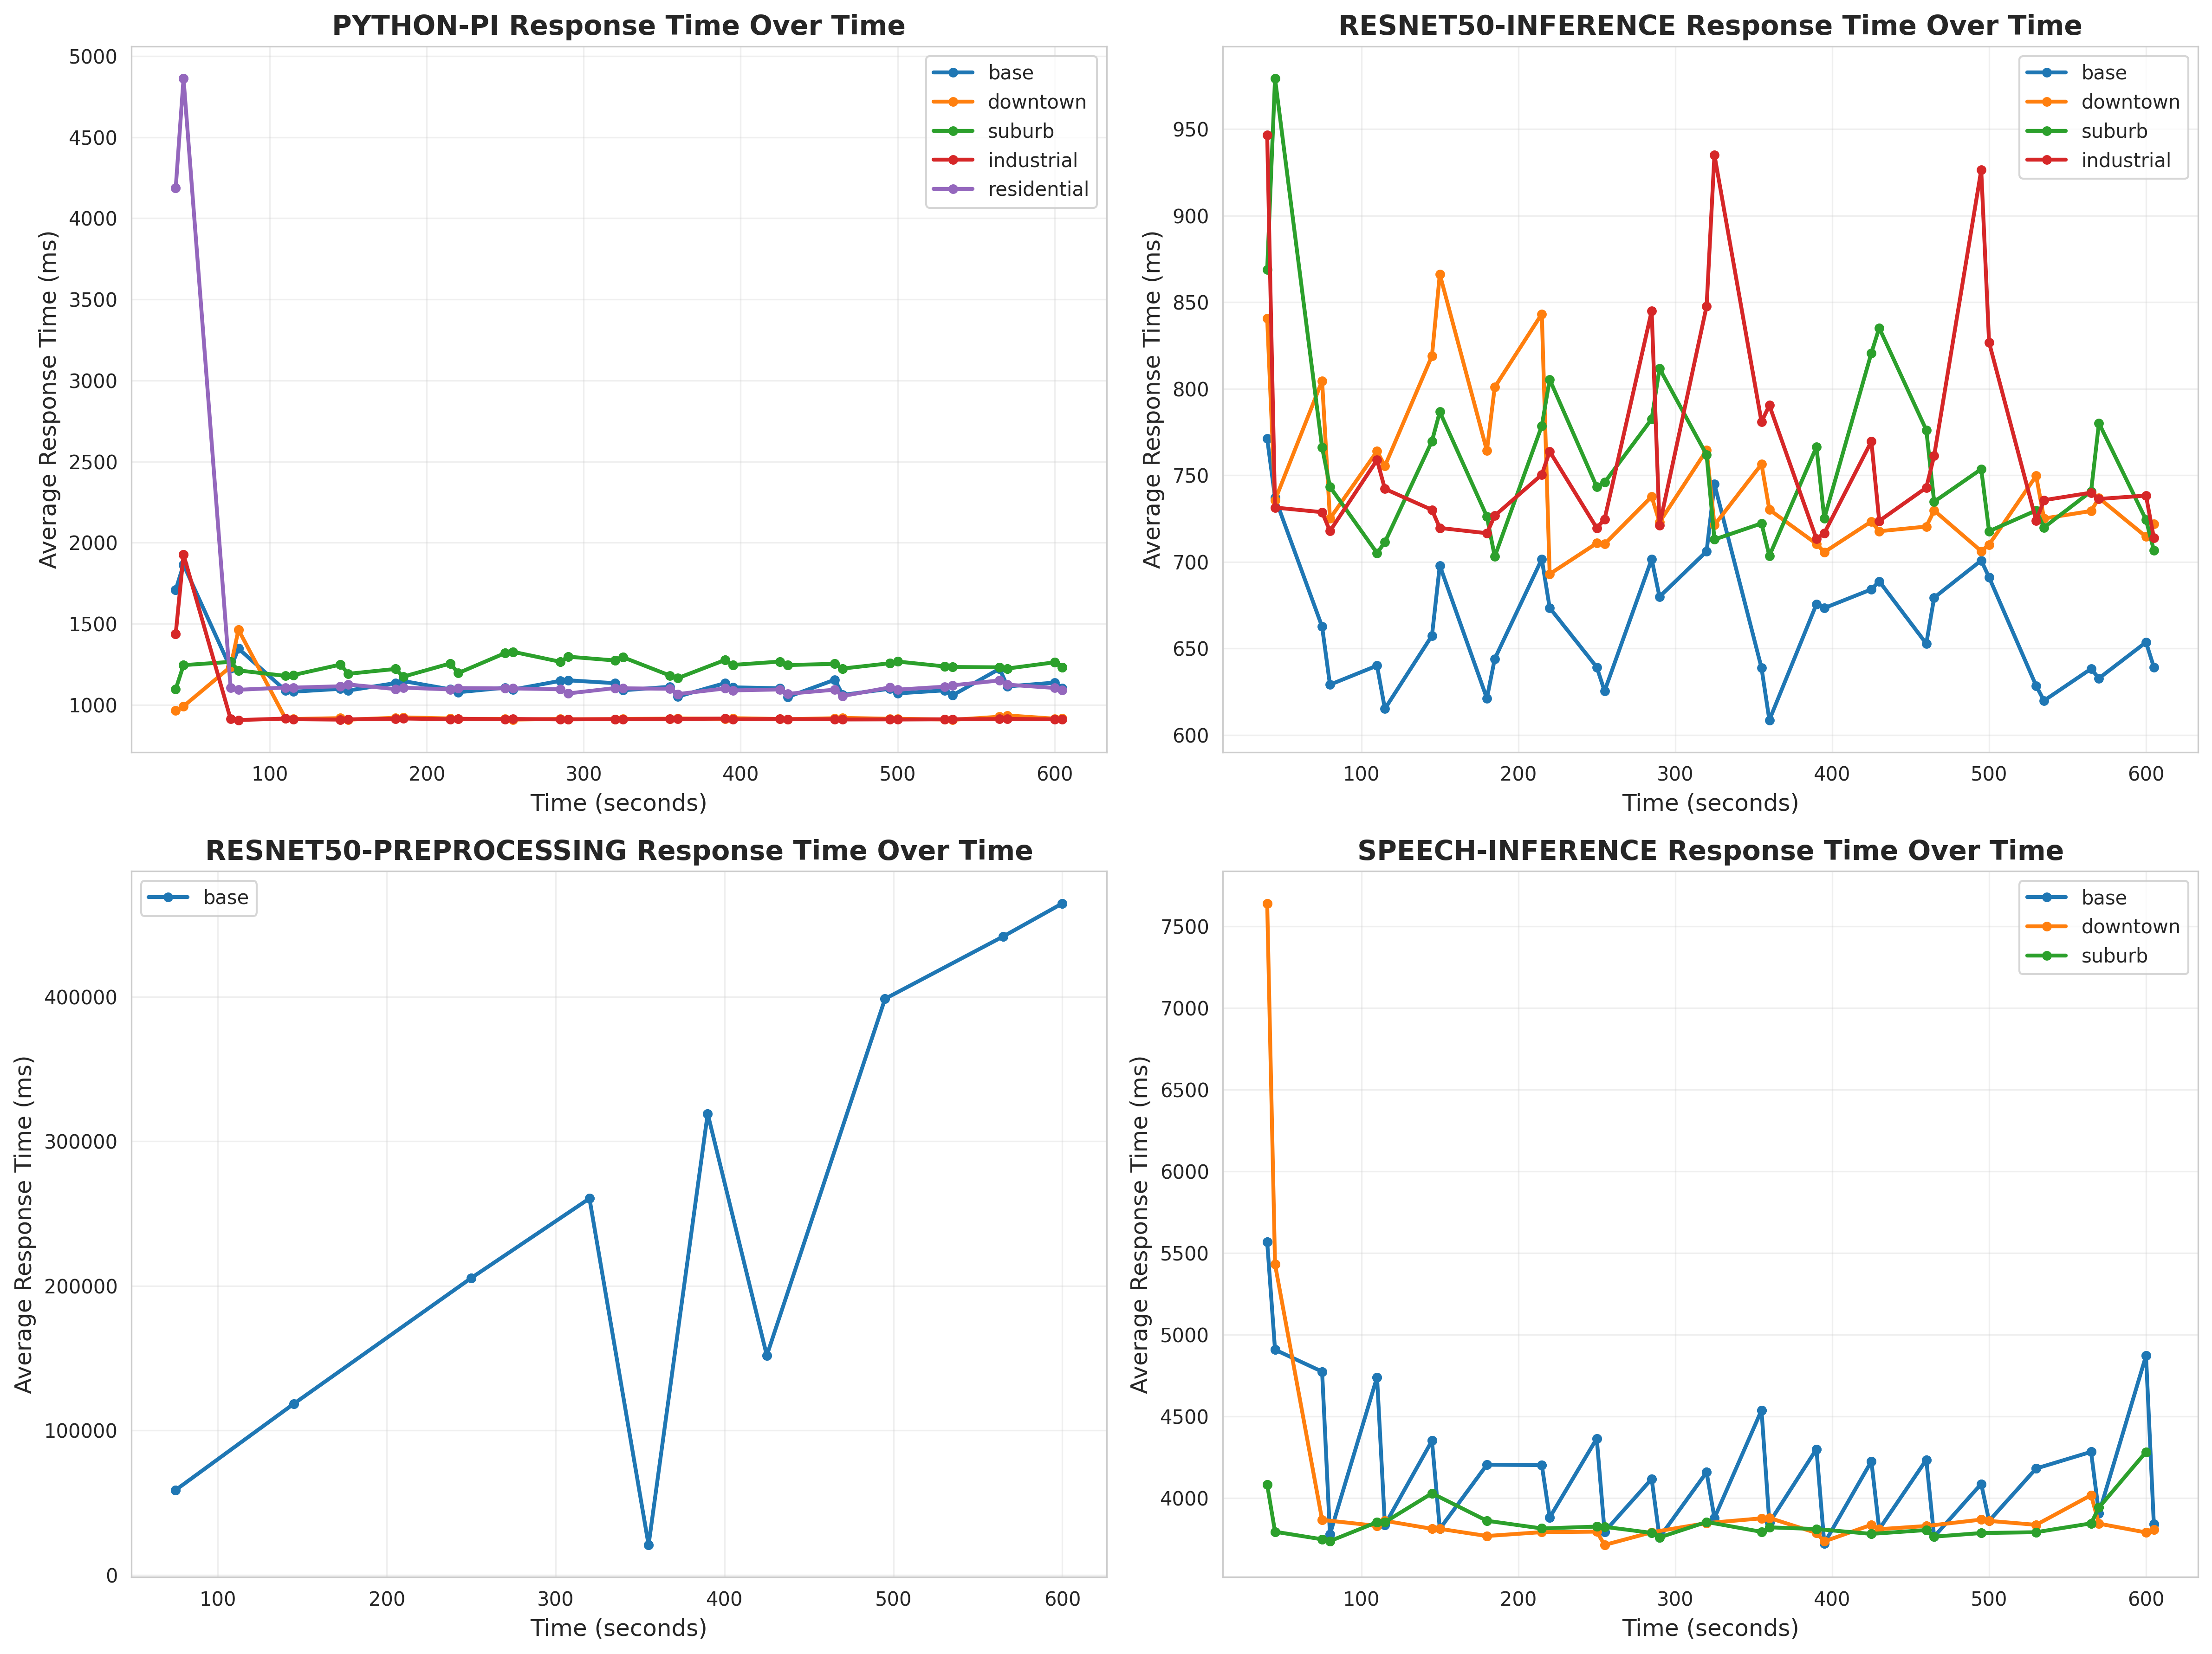 PYTHON-PI Response Time Over Time
5000
4500
4000
3500
3000
2500
2000
1500
1000
Average Response Time (ms)
base
downtown
suburb
industrial
residential
100 200 300 400 500 600
Time (seconds)
RESNET50-INFERENCE Response Time Over Time
950
900
850
800
750
700
650
600
Average Response Time (ms)
base
downtown
suburb
industrial
100 200 300 400 500 600
Time (seconds)
RESNET50-PREPROCESSING Response Time Over Time
400000
300000
200000
100000
0
Average Response Time (ms)
base
100 200 300 400 500 600
Time (seconds)
SPEECH-INFERENCE Response Time Over Time
7500
7000
6500
6000
5500
5000
4500
4000
Average Response Time (ms)
base
downtown
suburb
100 200 300 400 500 600
Time (seconds)